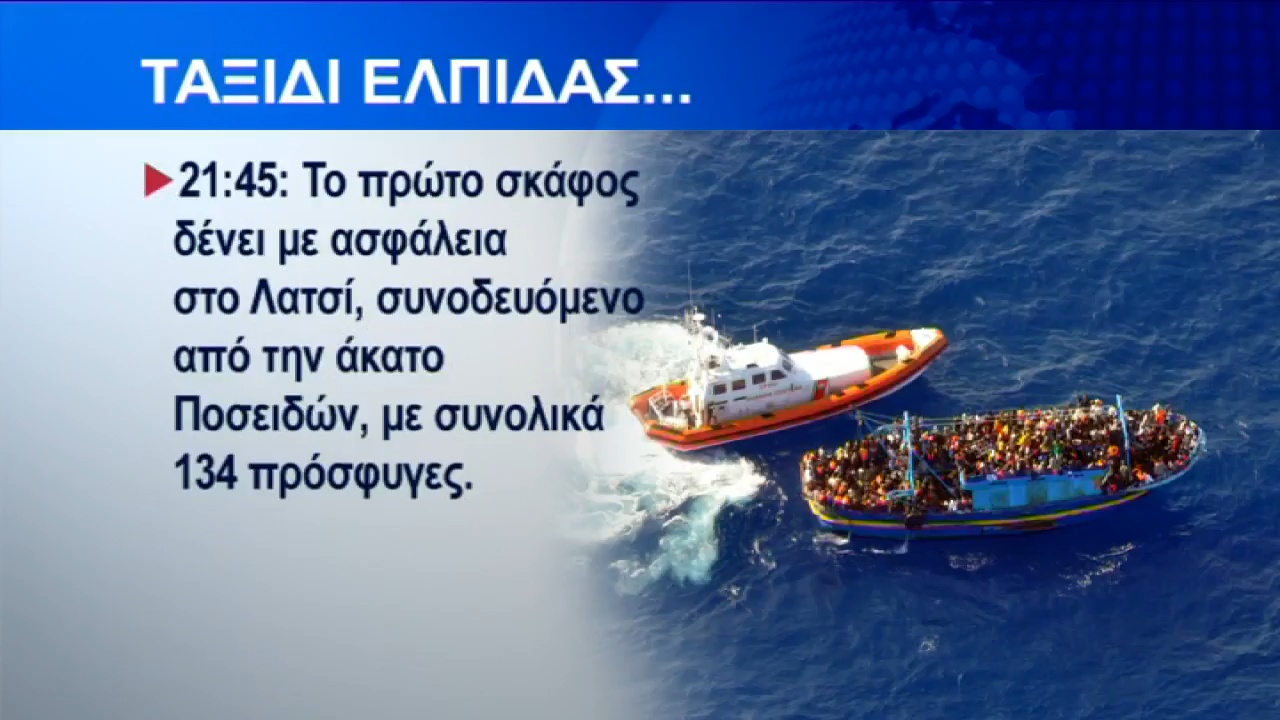 ΤΑΞΙΔΙ ΕΛΠΙΔΑΣ...
21:45: Το πρώτο σκάφος
δένει με ασφάλεια
στο Λατσί, συνοδευόμενο
από την άκατο
Ποσειδών, με συνολικά
134 πρόσφυγες.